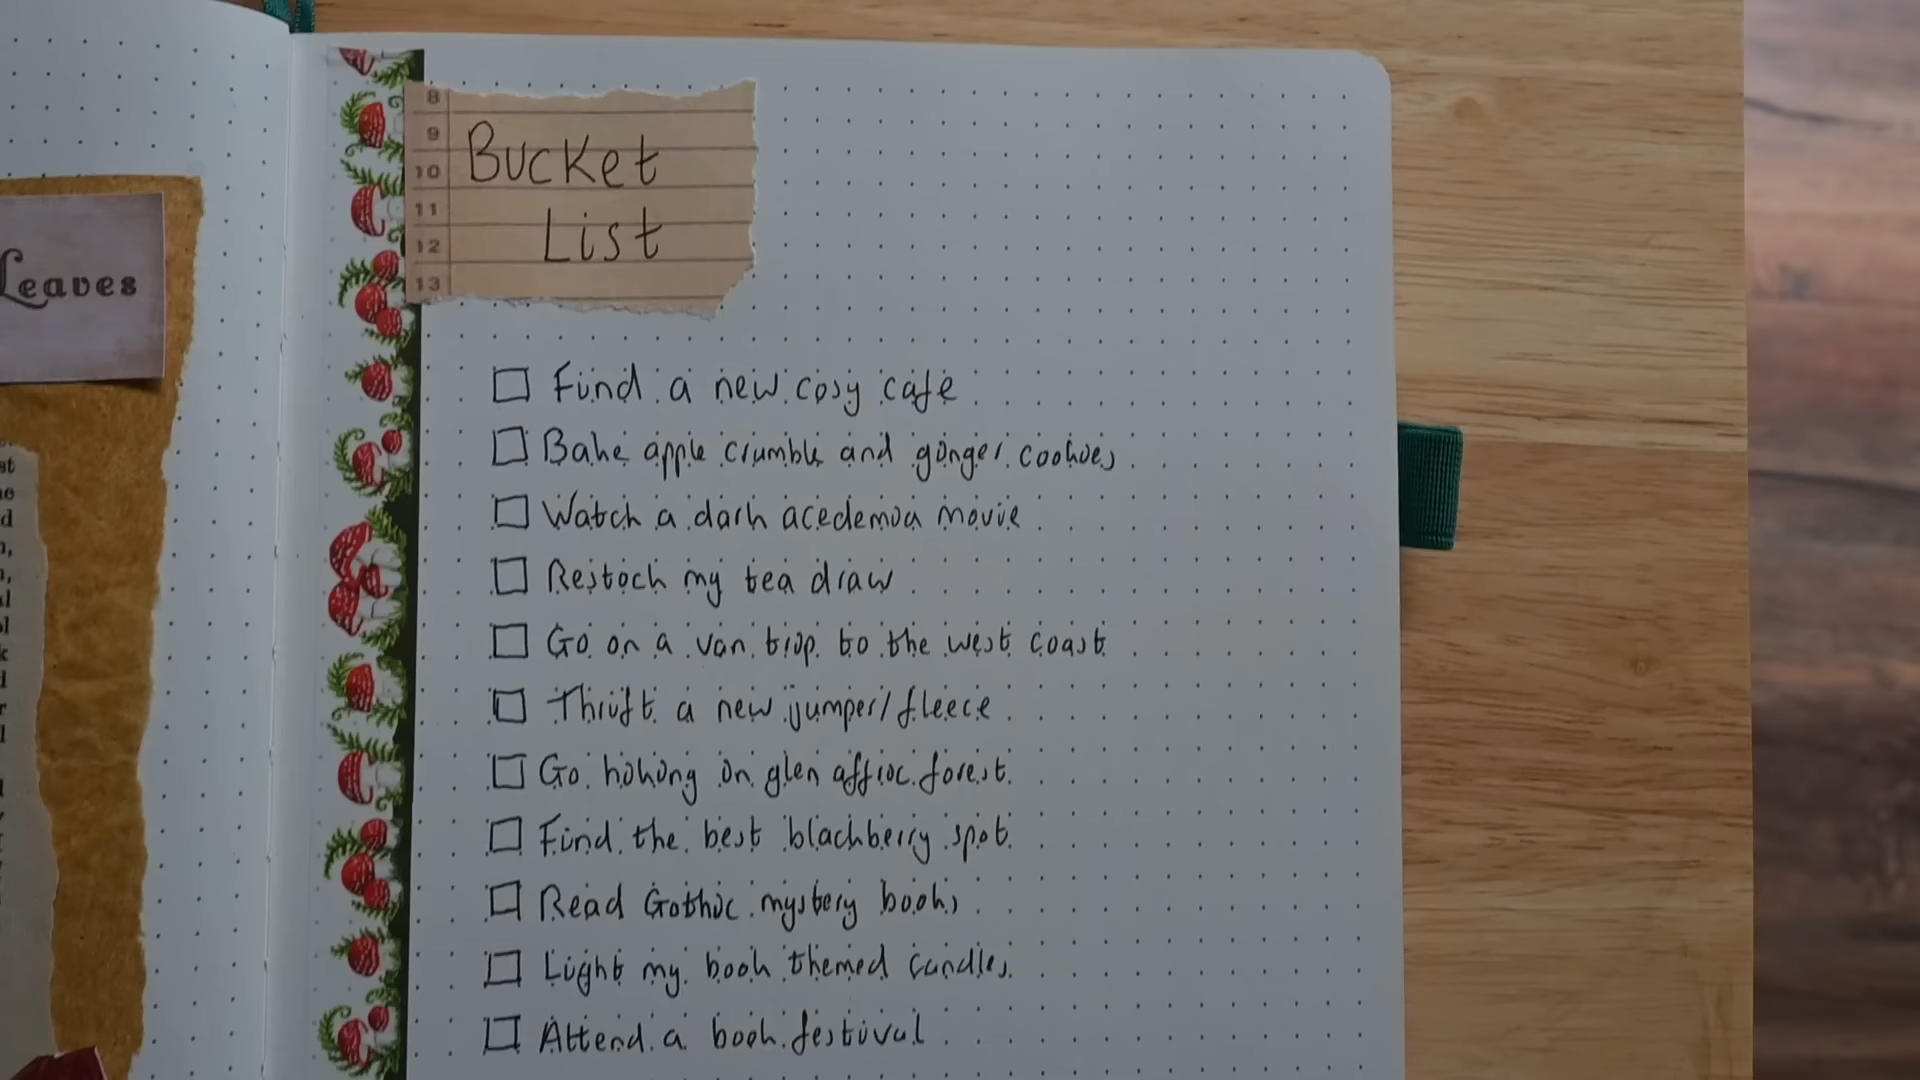 Leaves
st
d
8
9
10
11
12
13
Bucket
List
Find a new cosy cafe
Bake apple crumble and ginger cookies
Watch a dark acedemia movie
Restock my tea draw
Go on a van trip to the west coast
Thrift a new jumper/fleece
Go hiking in glen affric forest
Find the best blackberry spot
Read Gothic mystery books
Light my book themed candles
Attend a book festival